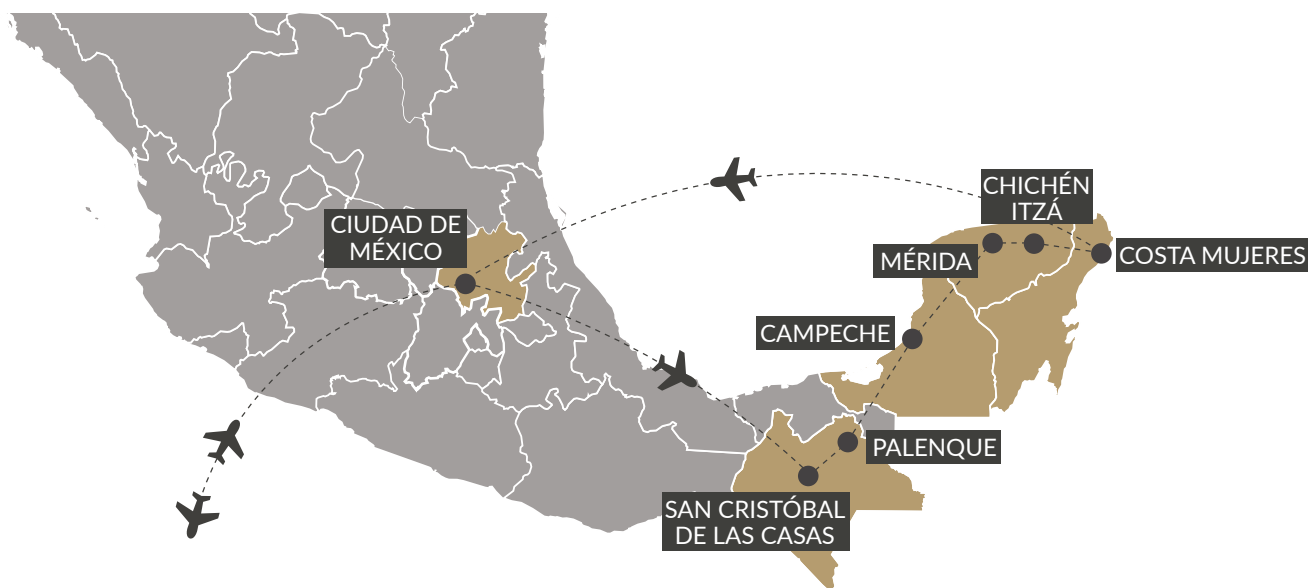 CIUDAD DE
MÉXICO
CHICHÉN
ITZÁ
MÉRIDA
COSTA MUJERES
CAMPECHE
PALENQUE
SAN CRISTÓBAL
DE LAS CASAS